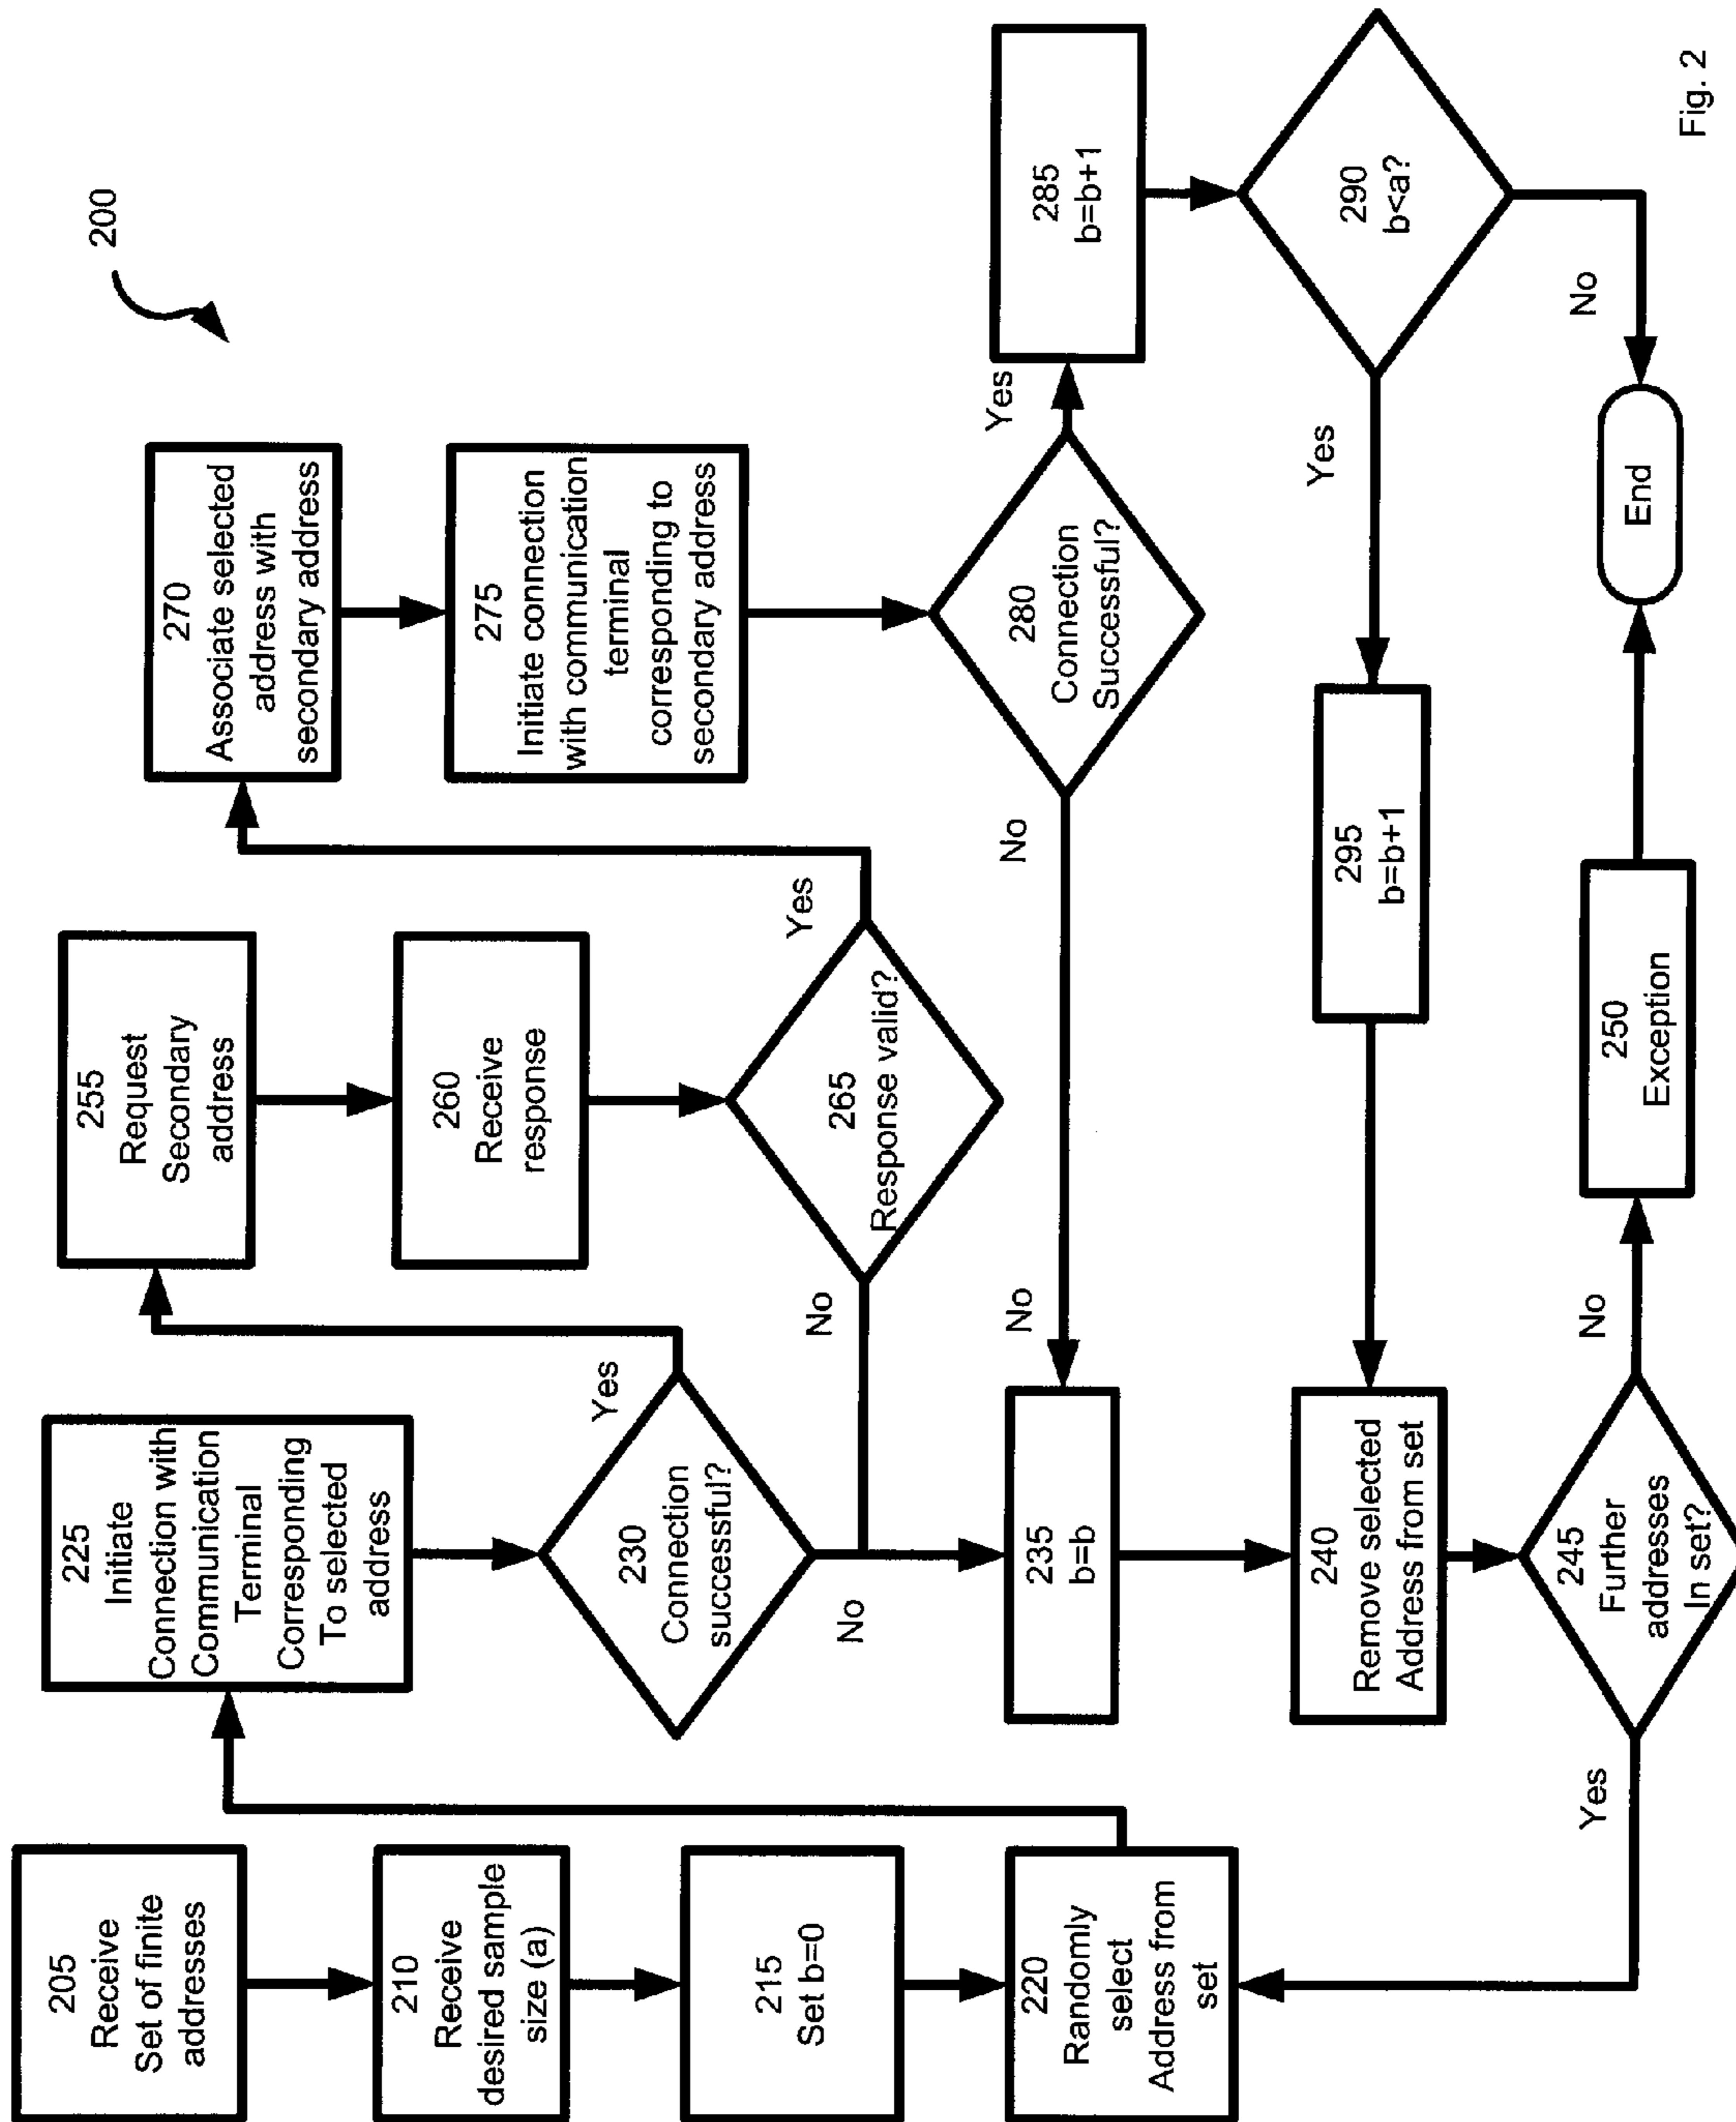 200
205
Receive
Set of finite
addresses
210
Receive
desired sample
size (a)
215
Set b=0
220
Randomly
select
Address from
set
225
Initiate
Connection with
Communication
Terminal
Corresponding
To selected
address
230
Connection
successful?
Yes
No
235
b=b
240
Remove selected
Address from set
245
Further
addresses
In set?
Yes
No
250
Exception
255
Request
Secondary
address
260
Receive
response
265
Response valid?
Yes
No
270
Associate selected
address with
secondary address
275
Initiate connection
with communication
terminal
corresponding to
secondary address
280
Connection
Successful?
Yes
No
No
285
b=b+1
290
b<a?
Yes
No
295
b=b+1
End
Fig. 2